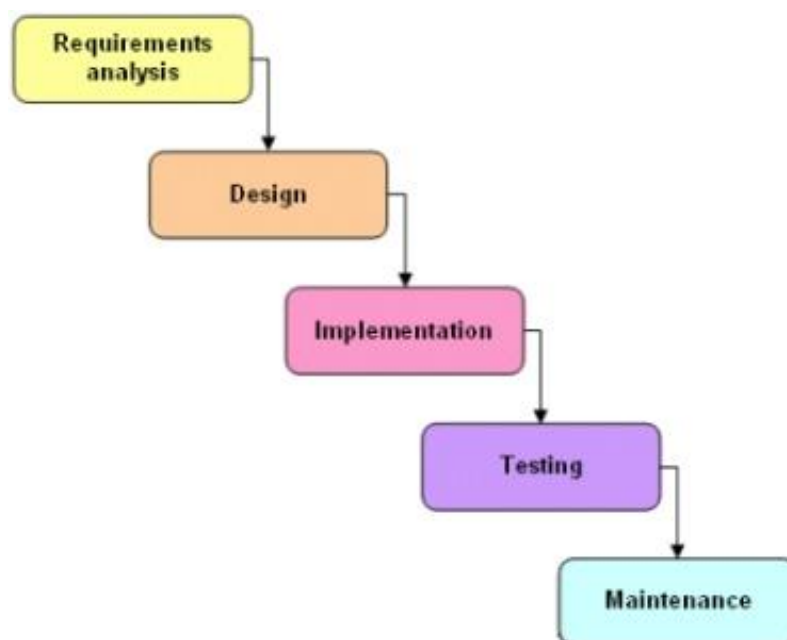 Requirements
analysis
Design
Implementation
Testing
Maintenance